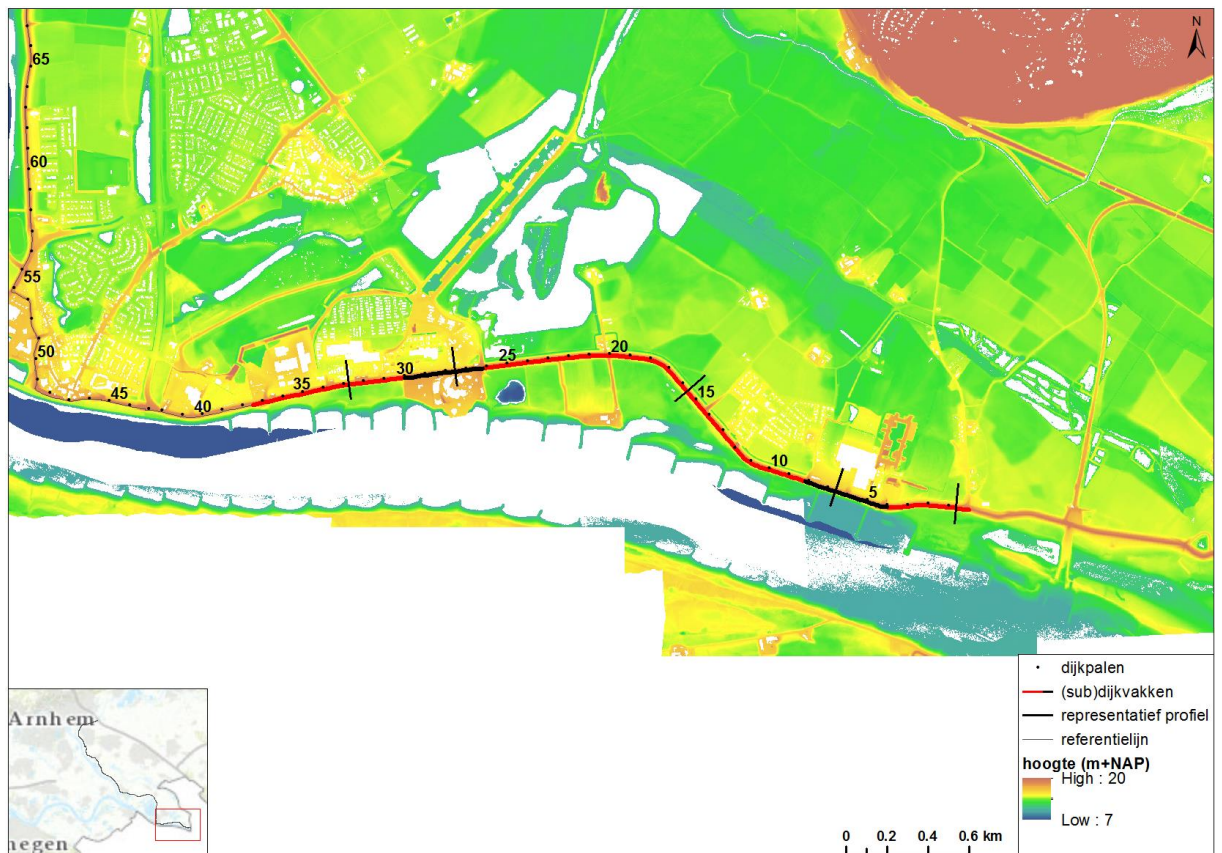 N
65
60
55
50
45
40
35
30
25
20
15
10
5
dijkpalen
(sub)dijkvakken
representatief profiel
referentielijn
hoogte (m+NAP)
High : 20
Low : 7
Arnhem
negen
0 0.2 0.4 0.6 km